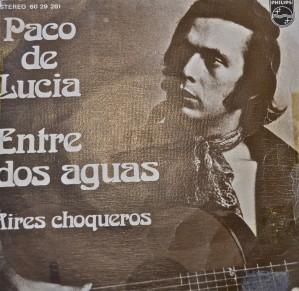 STEREO 60 29 261
PHILIPS
Paco
de
Lucia
Entre
dos aguas
Aires choqueros